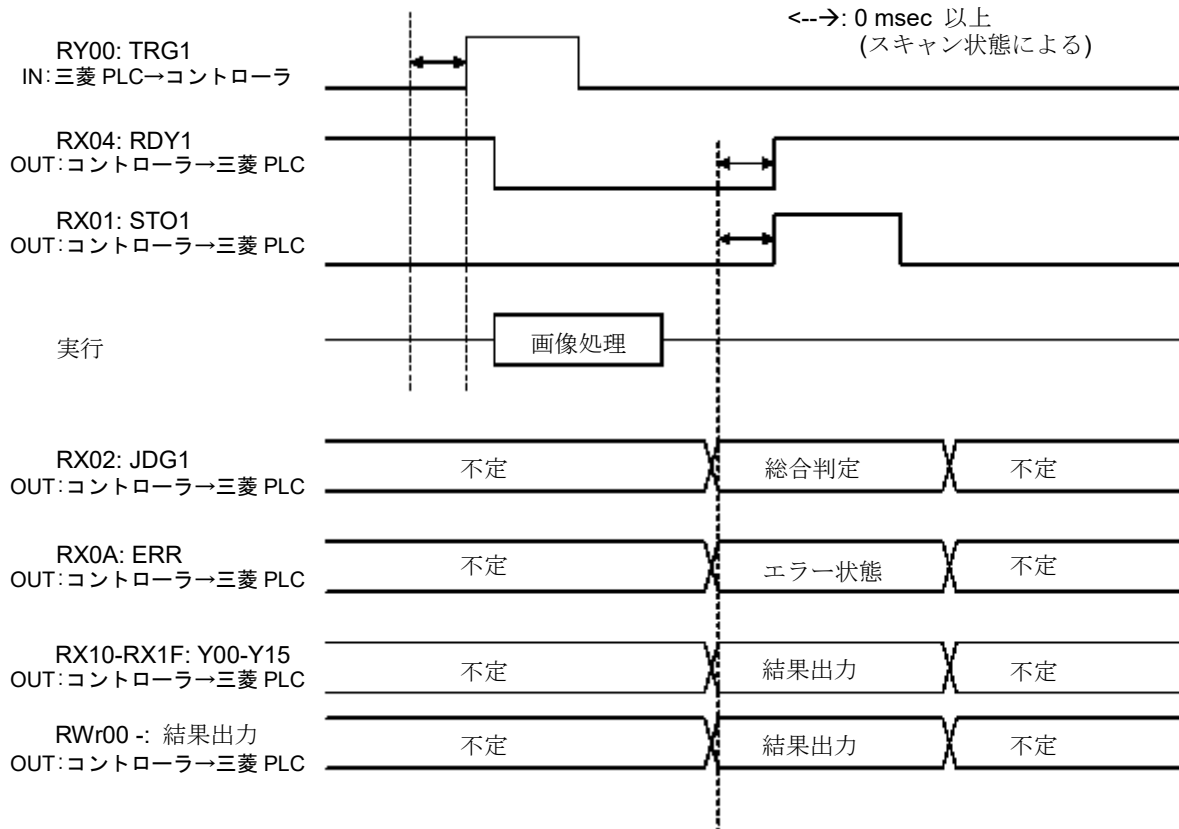 <--→: 0 msec 以上
(スキャン状態による)
RY00: TRG1
IN:三菱 PLC→コントローラ
RX04: RDY1
OUT:コントローラ→三菱 PLC
RX01: STO1
OUT:コントローラ→三菱 PLC
実行
画像処理
RX02: JDG1
OUT:コントローラ→三菱 PLC
不定
総合判定
不定
RX0A: ERR
OUT:コントローラ→三菱 PLC
不定
エラー状態
不定
RX10-RX1F: Y00-Y15
OUT:コントローラ→三菱 PLC
不定
結果出力
不定
RWr00 -: 結果出力
OUT:コントローラ→三菱 PLC
不定
結果出力
不定